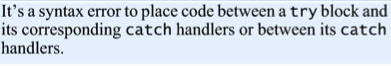 It's a syntax error to place code between a try block and
its corresponding catch handlers or between its catch
handlers.